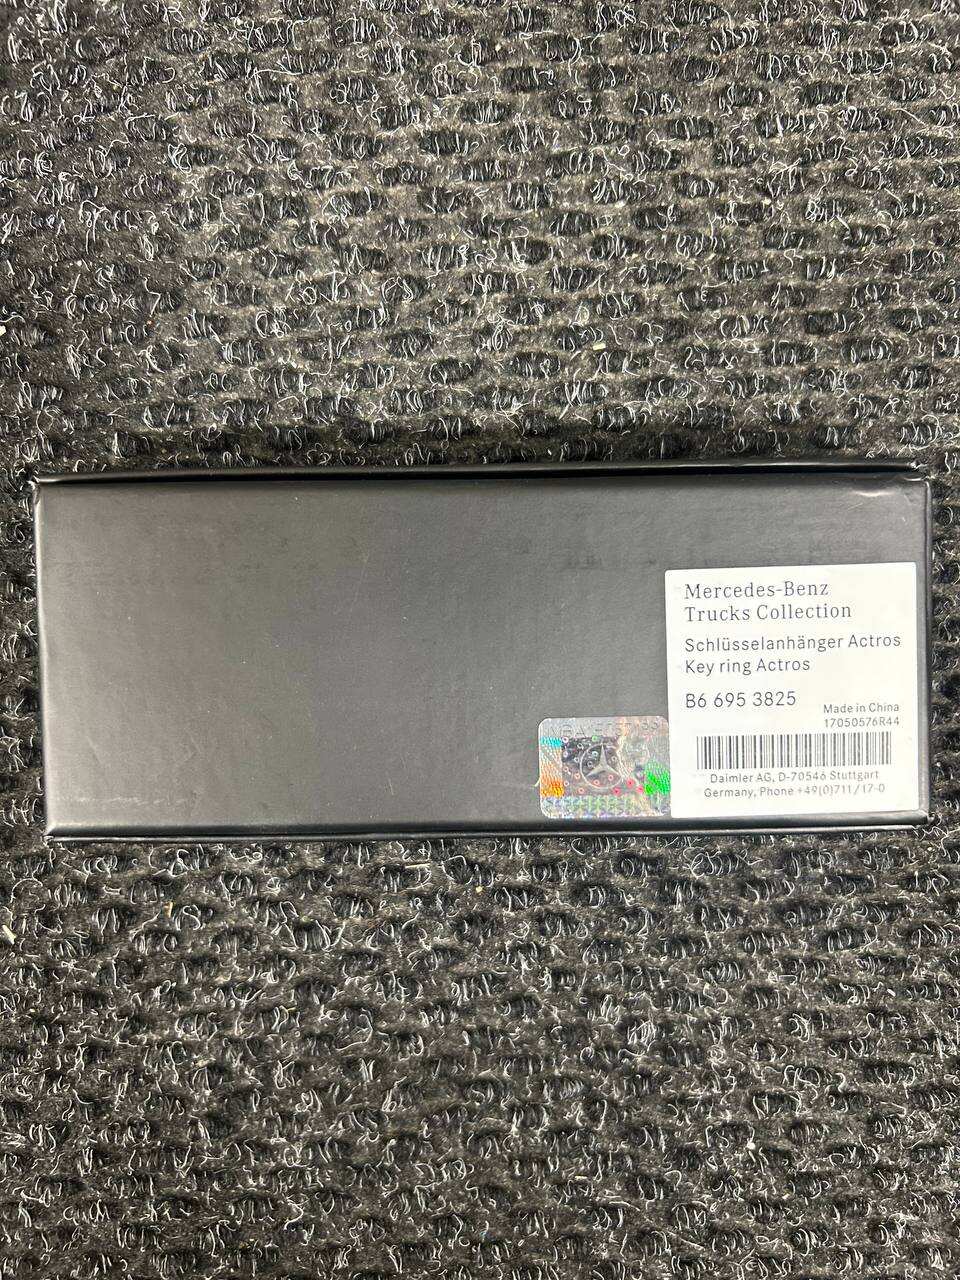 Mercedes-Benz
Trucks Collection
Schlüsselanhänger Actros
Key ring Actros
B6 695 3825
Made in China
17050576R44
Daimler AG, D-70546 Stuttgart
Germany, Phone +49(0)711/17-0